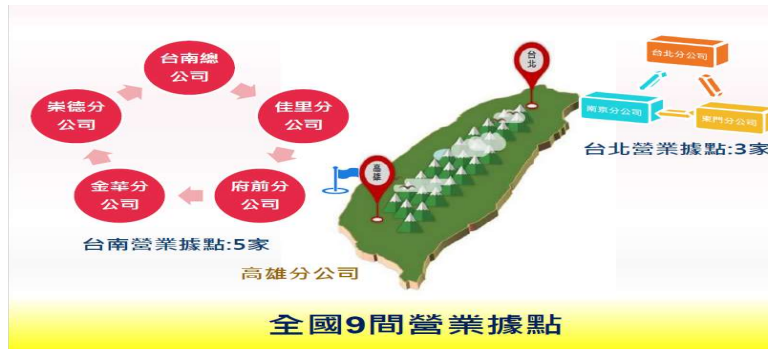 台南總
公司
佳里分
公司
府前分
公司
金華分
公司
崇德分
公司
台南營業據點:5家
高雄分公司
高
雄
台
北
台北分公司
南京分公司
東門分公司
台北營業據點:3家
全國9間營業據點